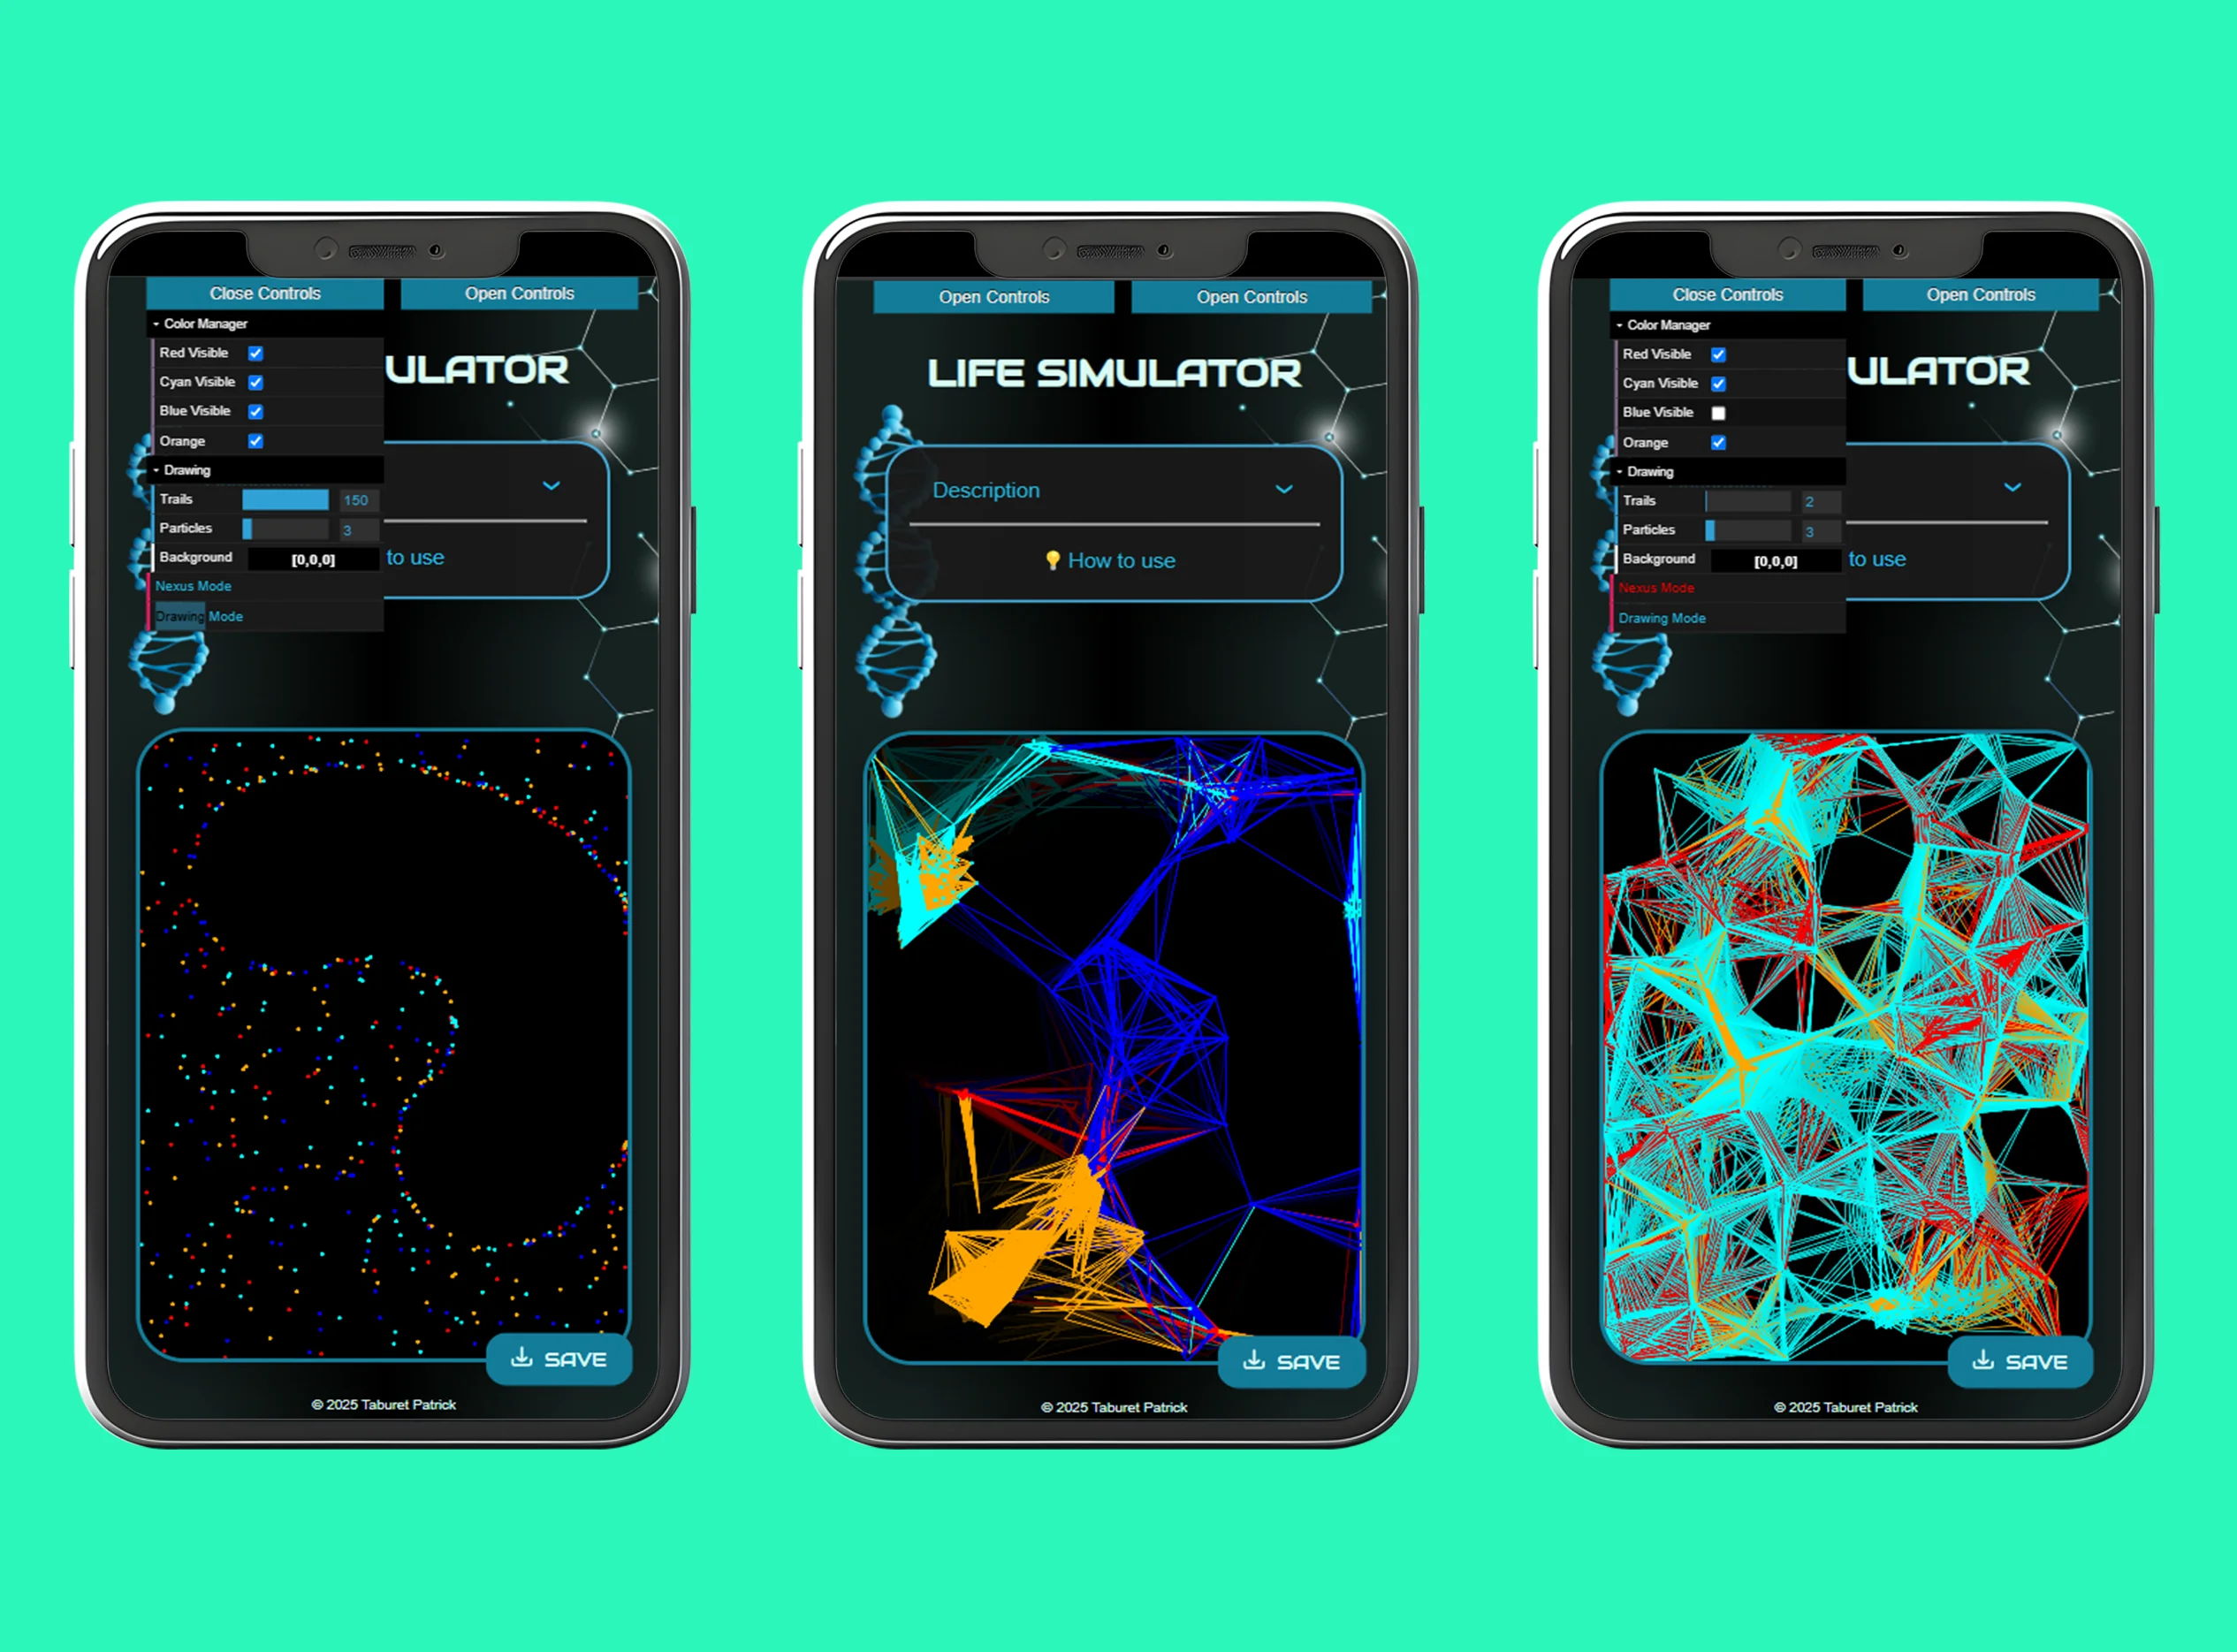 Close Controls
Open Controls
Color Manager
ULATOR
Red Visible
Cyan Visible
Blue Visible
Orange
Drawing
Trails 150
Particles 3
Background [0,0,0]
to use
Nexus Mode
Drawing Mode
SAVE
© 2025 Taburet Patrick
Open Controls
Open Controls
LIFE SIMULATOR
Description
💡 How to use
SAVE
© 2025 Taburet Patrick
Close Controls
Open Controls
Color Manager
ULATOR
Red Visible
Cyan Visible
Blue Visible
Orange
Drawing
Trails 2
Particles 3
Background [0,0,0]
to use
Nexus Mode
Drawing Mode
SAVE
© 2025 Taburet Patrick